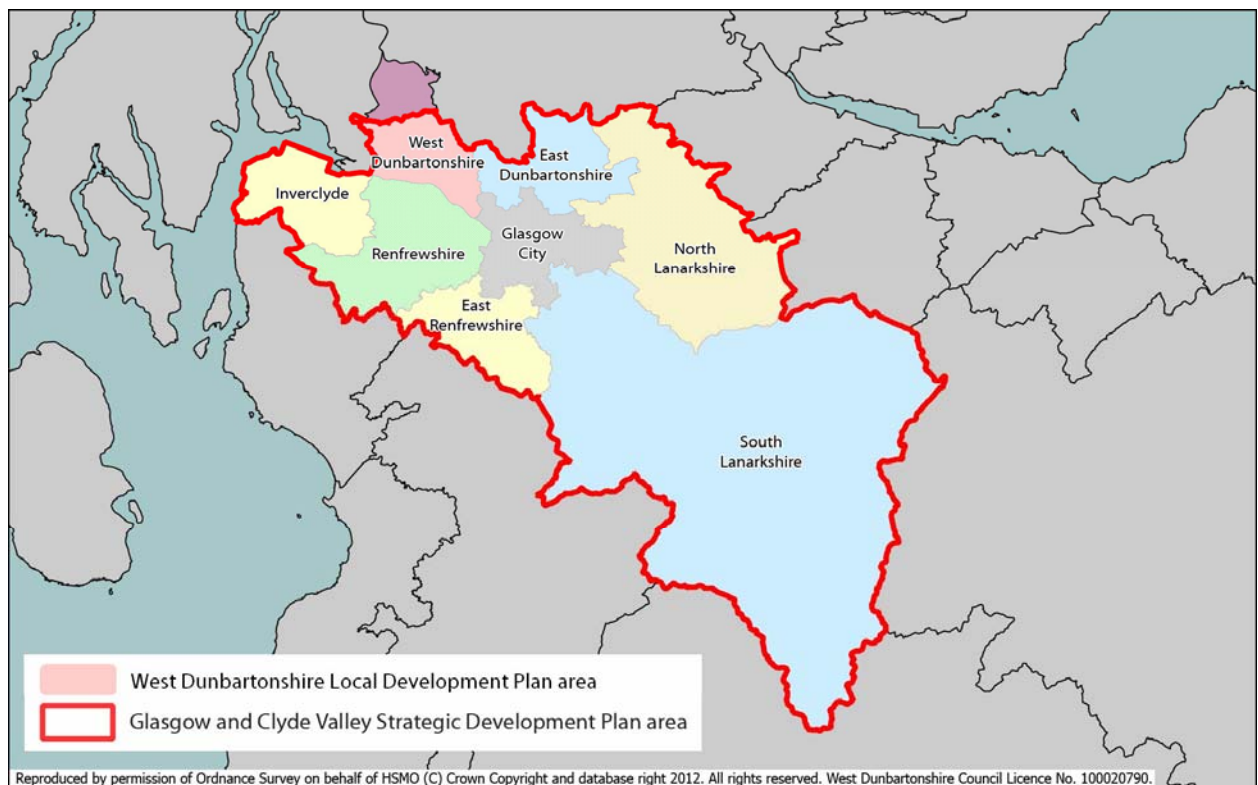 West
Dunbartonshire
East
Dunbartonshire
Inverclyde
Glasgow
City
Renfrewshire
North
Lanarkshire
East
Renfrewshire
South
Lanarkshire
West Dunbartonshire Local Development Plan area
Glasgow and Clyde Valley Strategic Development Plan area
Reproduced by permission of Ordnance Survey on behalf of HSMO (C) Crown Copyright and database right 2012. All rights reserved. West Dunbartonshire Council Licence No. 100020790.